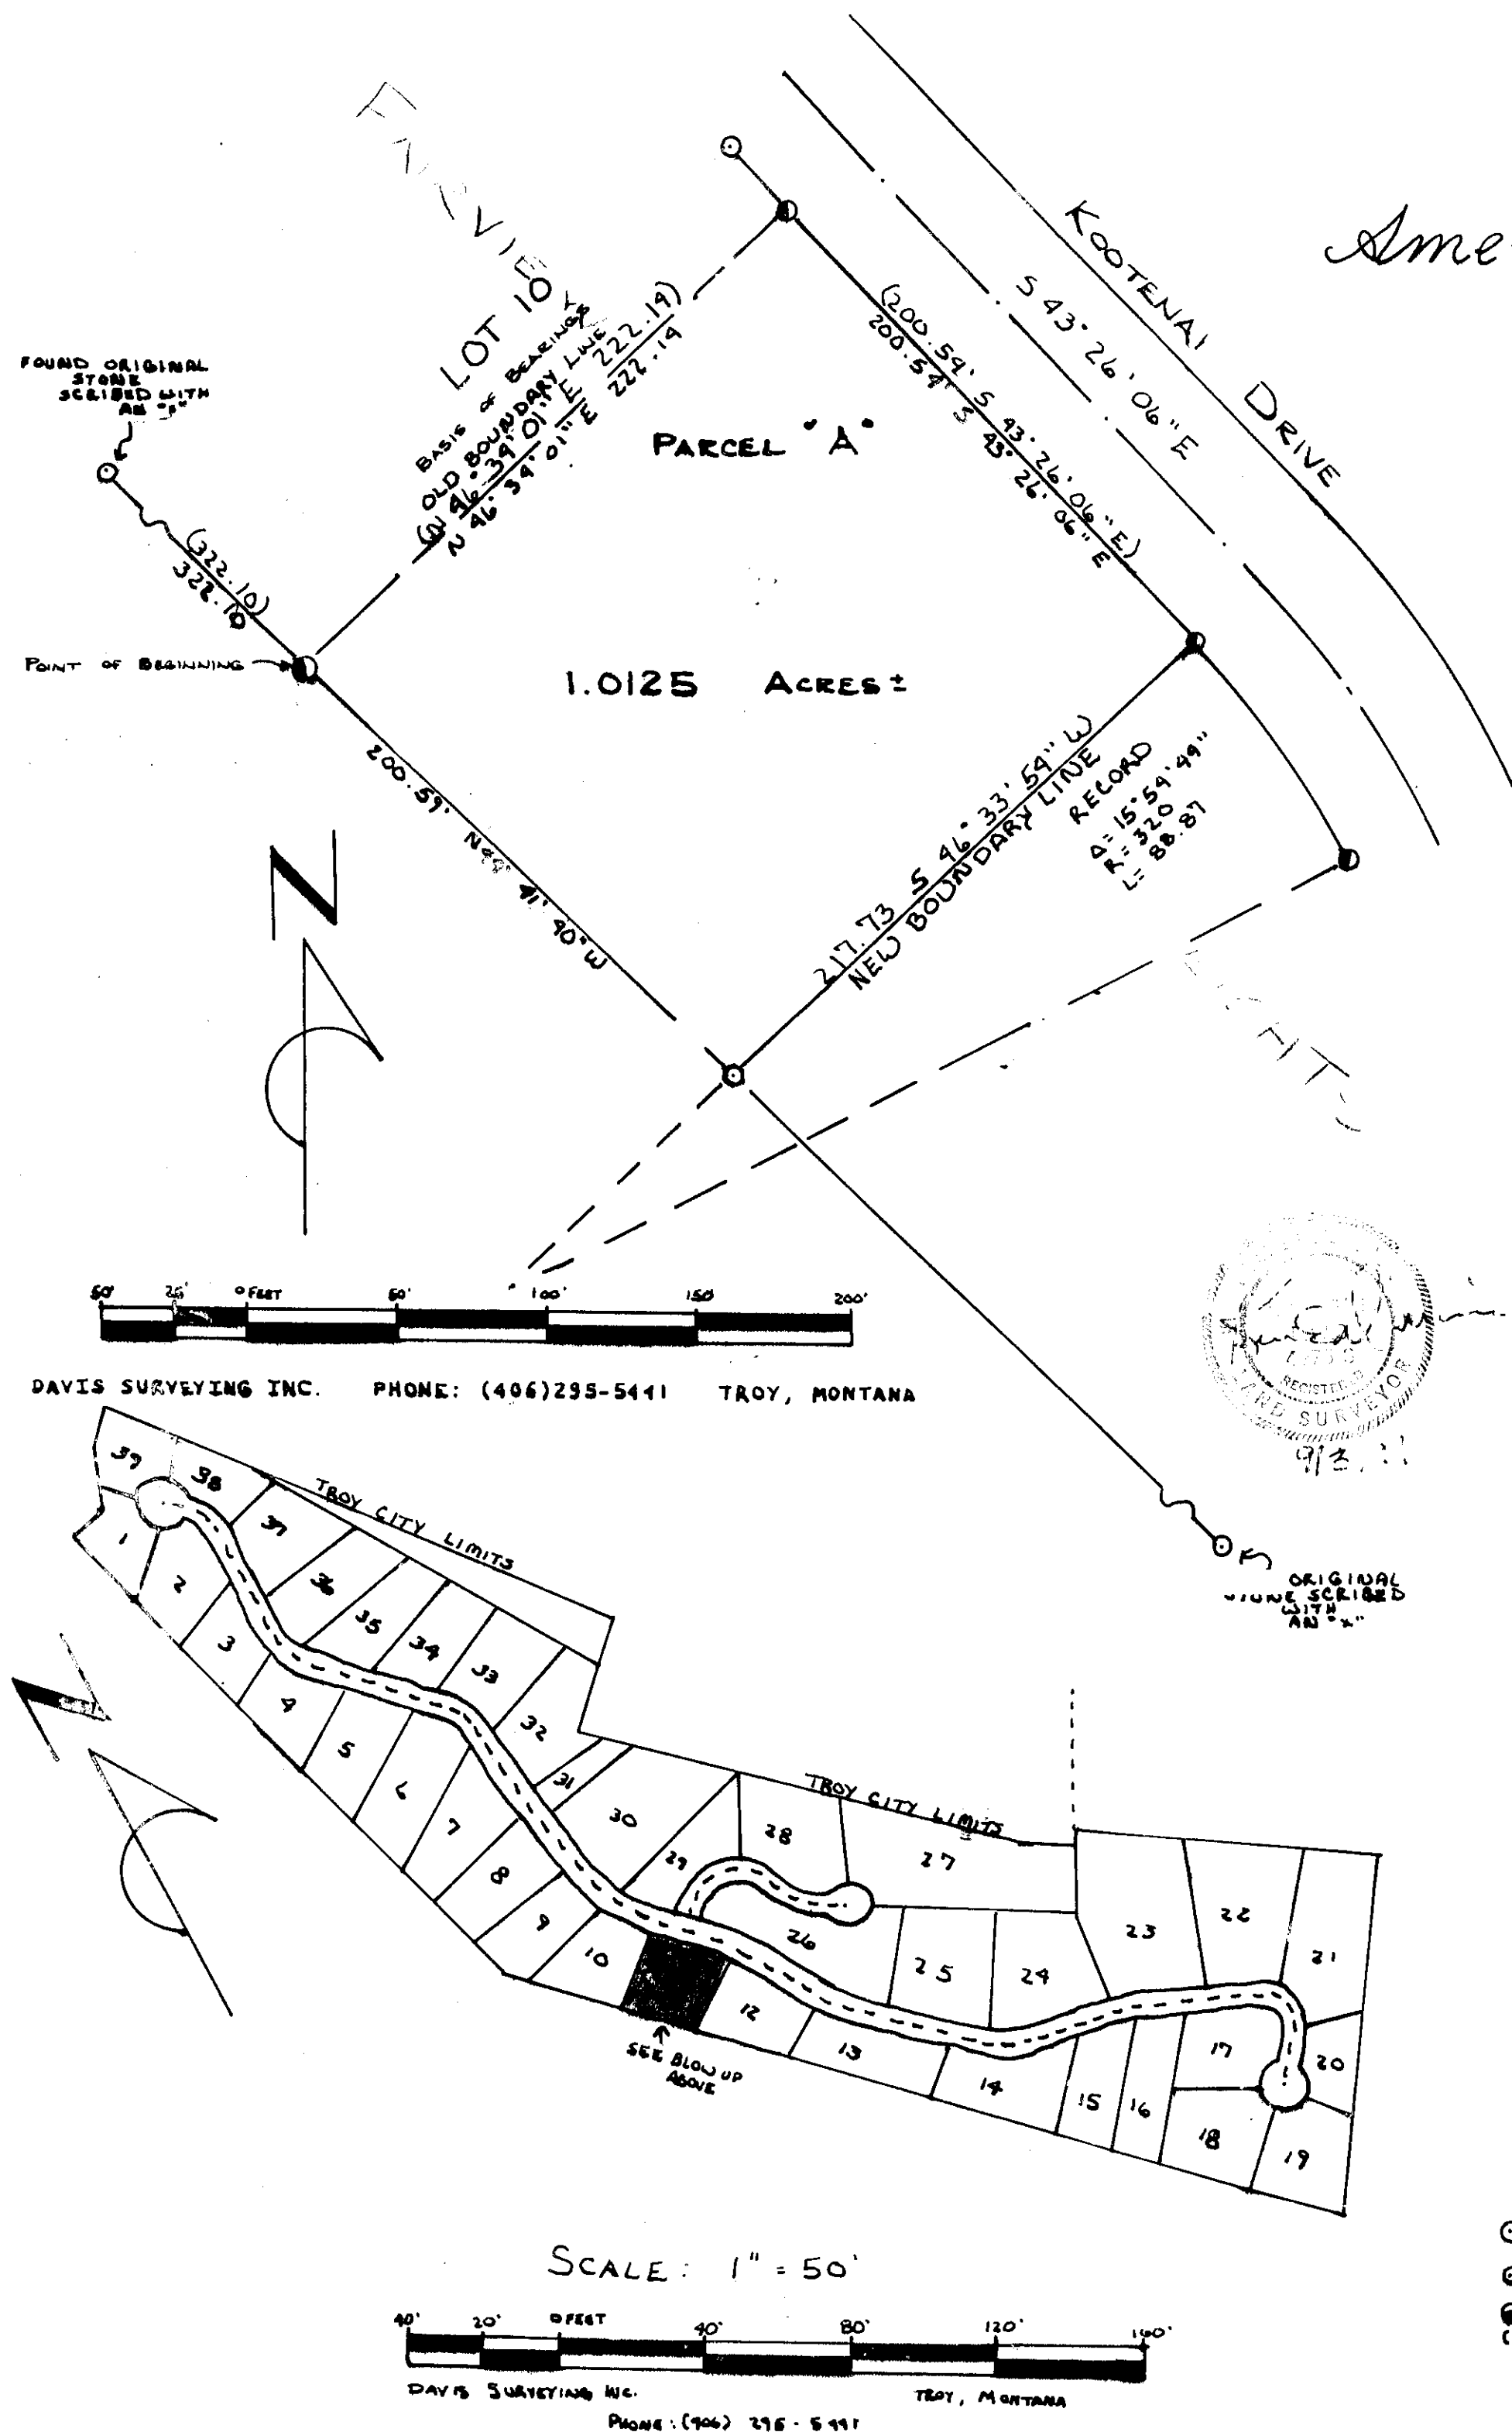 FAIRVIEW
Ame
KOOTENAI DRIVE
S 43° 26' 06" E
LOT 10
BASIS OF BEARINGS
OLD BOUNDARY LINE
(N 46° 39' 01" E 222.19)
N 46° 39' 01" E 222.19
(200.59' S 43° 26' 06" E)
200.59' S 43° 26' 06" E
FOUND ORIGINAL
STONE
SCRIBED WITH
PARCEL "A"
(322.10)
322.10
POINT OF BEGINNING
1.0125 ACRES ±
200.59'
217.73 S 46° 33' 54" W
NEW BOUNDARY LINE
RECORD
Δ= 15° 54' 49"
R= 320
L= 88.87
N
50' 25' 0 FEET 50' 100' 150' 200'
DAVIS SURVEYING INC. PHONE: (406)295-5441 TROY, MONTANA
REGISTERED
LAND SURVEYOR
ORIGINAL
STONE SCRIBED
WITH
AN "X"
TROY CITY LIMITS
39
38
37
36
35
34
33
32
31
30
29
28
27
26
25
24
23
22
21
20
19
18
17
16
15
14
13
12
10
9
8
7
6
5
4
3
2
1
TROY CITY LIMITS
SEE BLOW UP
ABOVE
N
SCALE: 1" = 50'
40' 20' 0 FEET 40' 80' 120' 160'
DAVIS SURVEYING INC. TROY, MONTANA
PHONE: (406) 295-5441